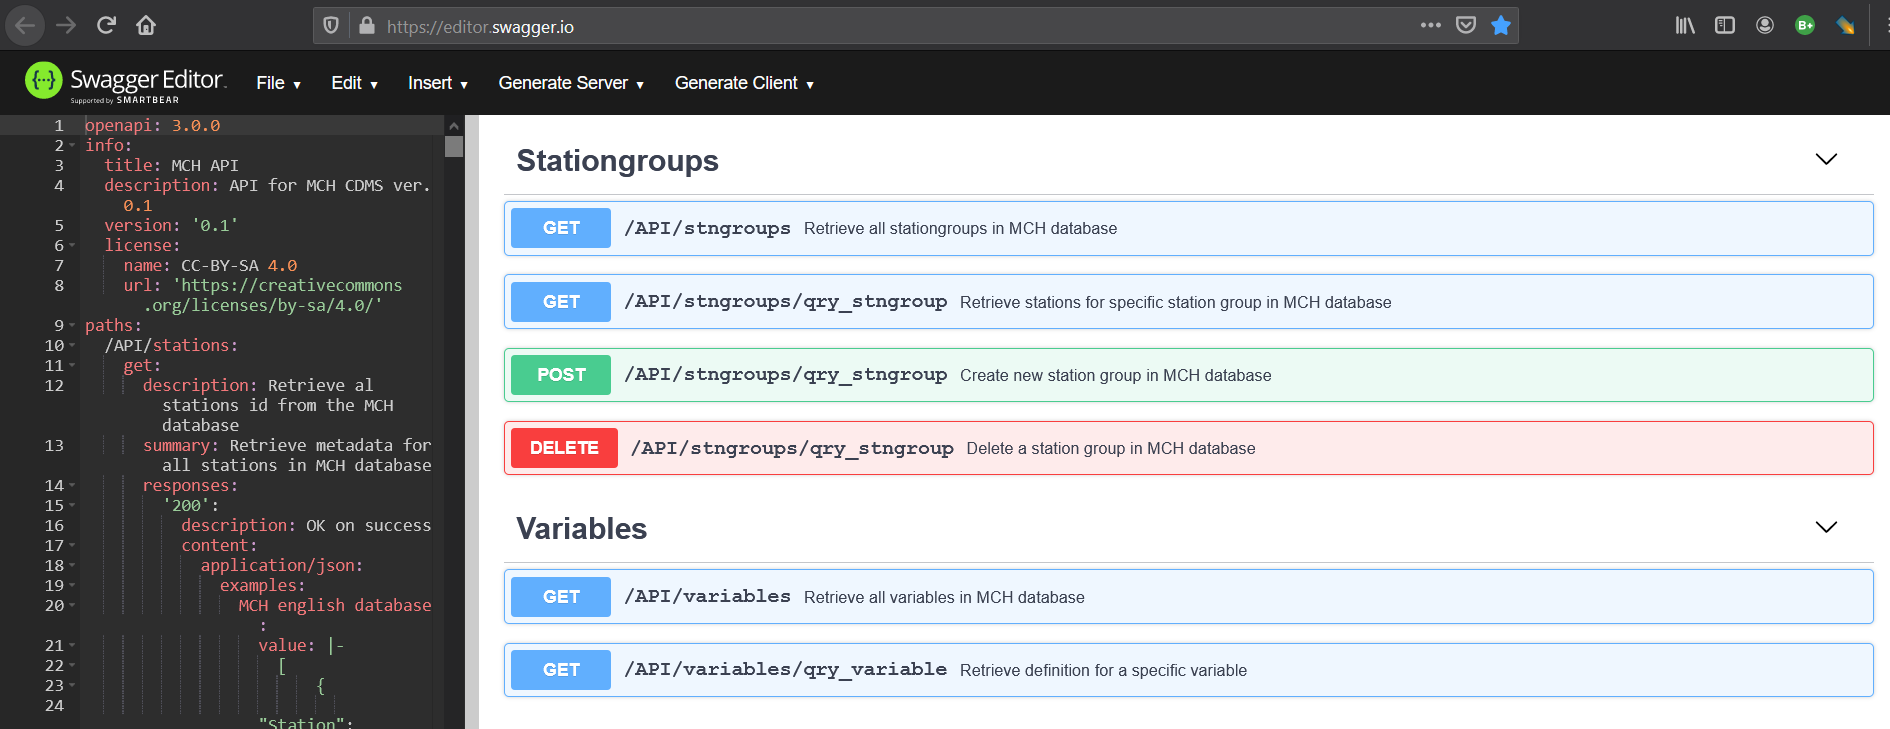 https://editor.swagger.io
B+
{···} Swagger Editor.
Supported by SMARTBEAR
File ▾ Edit ▾ Insert ▾ Generate Server ▾ Generate Client ▾
1 openapi: 3.0.0
2 info:
3 title: MCH API
4 description: API for MCH CDMS ver.
0.1
5 version: '0.1'
6 license:
7 name: CC-BY-SA 4.0
8 url: 'https://creativecommons
.org/licenses/by-sa/4.0/'
9 paths:
10 /API/stations:
11 get:
12 description: Retrieve al
stations id from the MCH
database
13 summary: Retrieve metadata for
all stations in MCH database
14 responses:
15 '200':
16 description: OK on success
17 content:
18 application/json:
19 examples:
20 MCH english database
:
21 value: |-
22 [
23 {
24
"Station":
Stationgroups
GET /API/stngroups Retrieve all stationgroups in MCH database
GET /API/stngroups/qry_stngroup Retrieve stations for specific station group in MCH database
POST /API/stngroups/qry_stngroup Create new station group in MCH database
DELETE /API/stngroups/qry_stngroup Delete a station group in MCH database
Variables
GET /API/variables Retrieve all variables in MCH database
GET /API/variables/qry_variable Retrieve definition for a specific variable